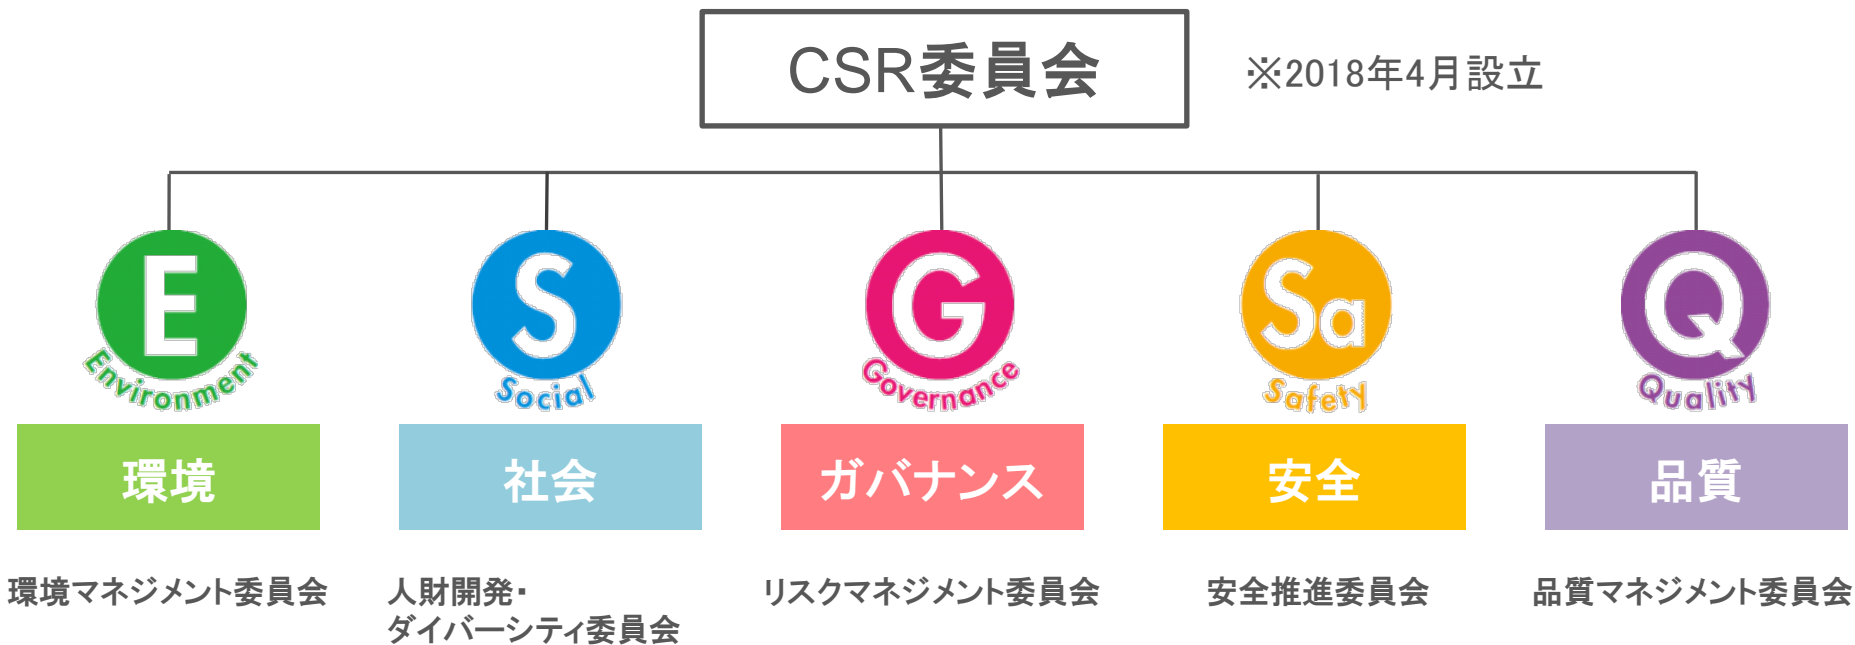 CSR委員会
※2018年4月設立
E
Environment
S
Social
G
Governance
Sa
Safety
Q
Quality
環境
社会
ガバナンス
安全
品質
環境マネジメント委員会
人財開発・
ダイバーシティ委員会
リスクマネジメント委員会
安全推進委員会
品質マネジメント委員会